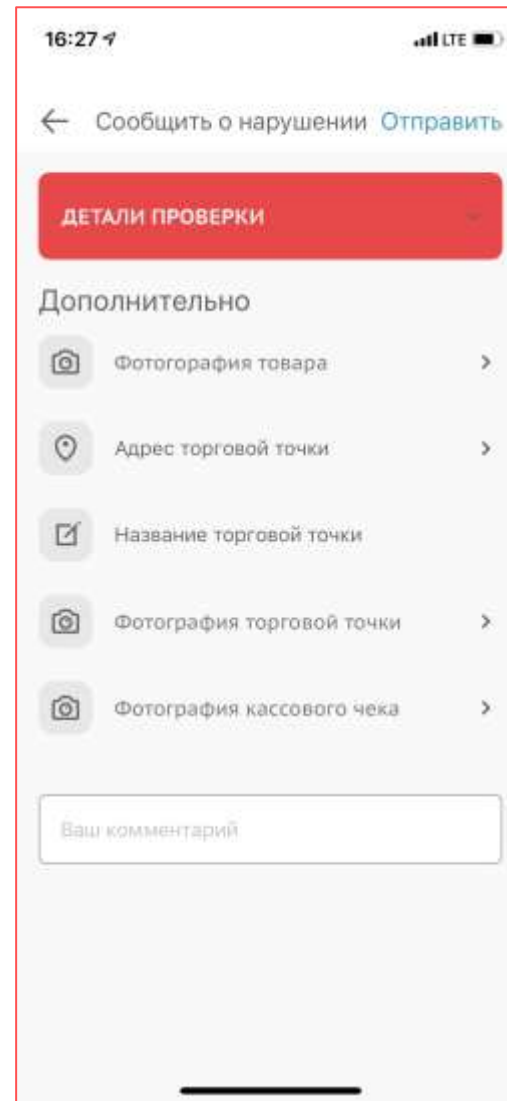 16:27
LTE
Сообщить о нарушении Отправить
ДЕТАЛИ ПРОВЕРКИ
Дополнительно
Фотогорафия товара
Адрес торговой точки
Название торговой точки
Фотография торговой точки
Фотография кассового чека
Ваш комментарий